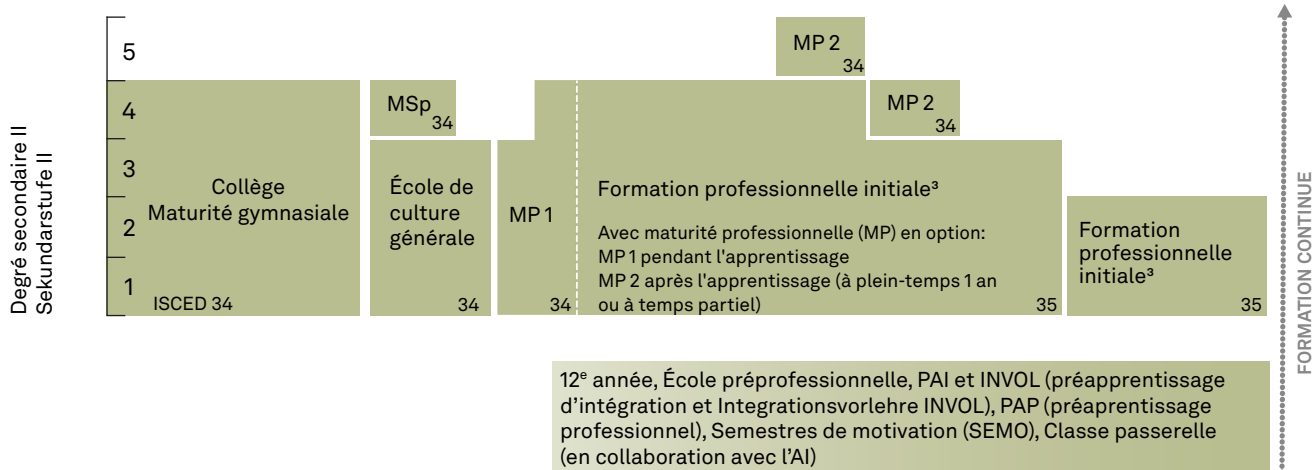 Degré secondaire II
Sekundarstufe II
5
4
3
2
1
Collège
Maturité gymnasiale
ISCED 34
MSp
34
École de
culture
générale
34
MP 1
34
MP 2
34
MP 2
34
Formation professionnelle initiale³
Avec maturité professionnelle (MP) en option:
MP 1 pendant l'apprentissage
MP 2 après l'apprentissage (à plein-temps 1 an
ou à temps partiel)
35
Formation
professionnelle
initiale³
35
12ᵉ année, École préprofessionnelle, PAI et INVOL (préapprentissage
d’intégration et Integrationsvorlehre INVOL), PAP (préaprentissage
professionnel), Semestres de motivation (SEMO), Classe passerelle
(en collaboration avec l’AI)
FORMATION CONTINUE